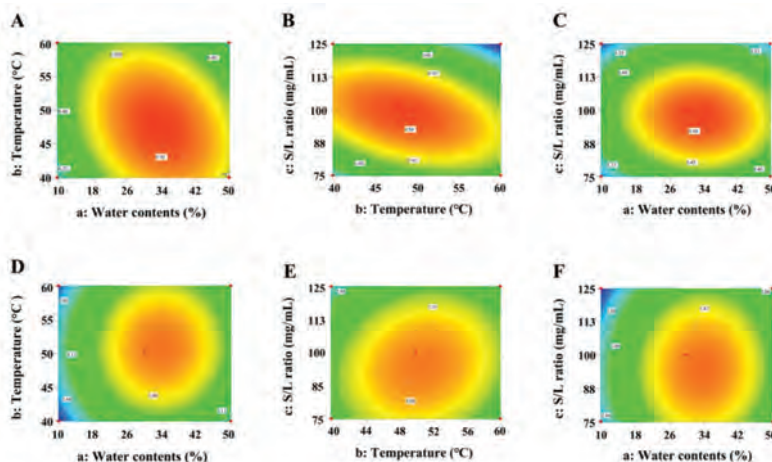 A
b: Temperature (°C)
60
55
50
45
40
10 18 26 34 42 50
a: Water contents (%)
B
c: S/L ratio (mg/mL)
125
113
100
88
75
40 45 50 55 60
b: Temperature (°C)
C
c: S/L ratio (mg/mL)
125
113
100
88
75
10 18 26 34 42 50
a: Water contents (%)
D
b: Temperature (°C)
60
55
50
45
40
10 18 26 34 42 50
a: Water contents (%)
E
c: S/L ratio (mg/mL)
125
113
100
85
75
40 44 48 52 56 60
b: Temperature (°C)
F
c: S/L ratio (mg/mL)
125
113
100
88
75
10 18 26 34 42 50
a: Water contents (%)